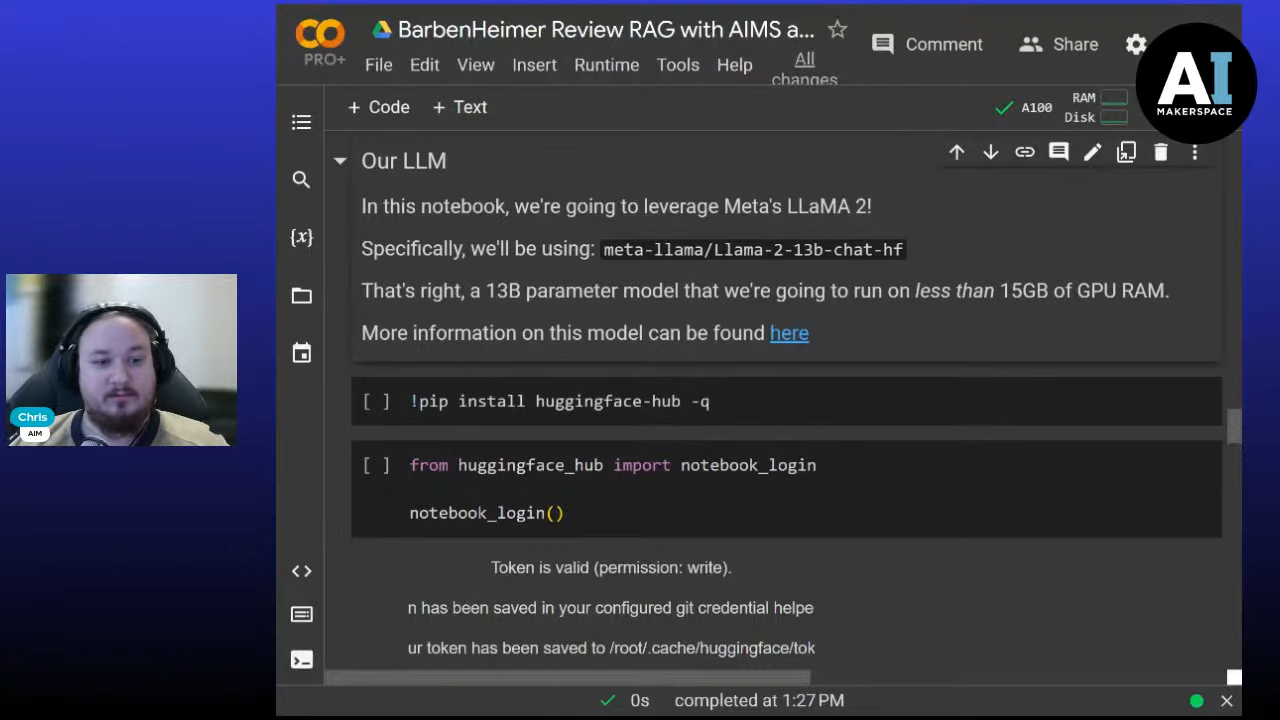 PRO+
BarbenHeimer Review RAG with AIMS a...
Comment
Share
File Edit View Insert Runtime Tools Help All changes
AI
MAKERSPACE
+ Code + Text
A100
RAM
Disk
Our LLM
In this notebook, we're going to leverage Meta's LLaMA 2!
Specifically, we'll be using: meta-llama/Llama-2-13b-chat-hf
That's right, a 13B parameter model that we're going to run on less than 15GB of GPU RAM.
More information on this model can be found here
{x}
[ ] !pip install huggingface-hub -q
[ ] from huggingface_hub import notebook_login
notebook_login()
Chris
AIM
Token is valid (permission: write).
n has been saved in your configured git credential helpe
ur token has been saved to /root/.cache/huggingface/tok
0s completed at 1:27 PM